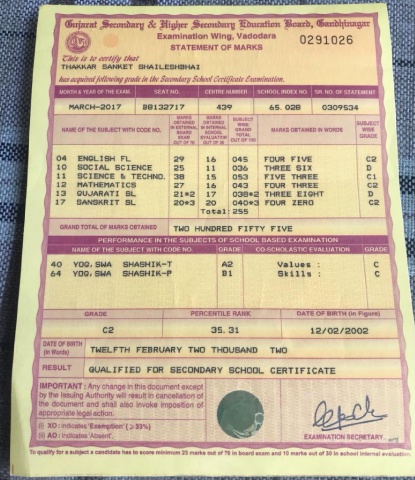 Gujarat Secondary & Higher Secondary Education Board, Gandhinagar
Examination Wing, Vadodara
STATEMENT OF MARKS
0291026
This is to certify that
THAKKAR SANKET SHAILESHBHAI
has acquired following grade in the Secondary School Certificate Examination.
MONTH & YEAR OF THE EXAM. SEAT NO. CENTRE NUMBER SCHOOL INDEX NO SR. NO. OF STATEMENT
MARCH-2017 B8132717 439 65.028 0309534
NAME OF THE SUBJECT WITH CODE NO. MARKS OBTAINED IN EXTERNAL BOARD EXAM OUT OF 70 MARKS OBTAINED IN SCHOOL INTERNAL EVALUATION OUT OF 30 SUBJECT WISE GRAND TOTAL OUT OF 100 MARKS OBTAINED IN WORDS SUBJECT WISE GRADE
04 ENGLISH FL 29 16 045 FOUR FIVE C2
10 SOCIAL SCIENCE 25 11 036 THREE SIX D
11 SCIENCE & TECHNO. 38 15 053 FIVE THREE C1
12 MATHEMATICS 27 16 043 FOUR THREE C2
13 GUJARATI SL 21*2 17 038*2 THREE EIGHT D
17 SANSKRIT SL 20*3 20 040*3 FOUR ZERO C2
Total: 255
GRAND TOTAL OF MARKS OBTAINED TWO HUNDRED FIFTY FIVE
PERFORMANCE IN THE SUBJECTS OF SCHOOL BASED EXAMINATION
NAME OF THE SUBJECT WITH CODE NO. GRADE CO-SCHOLASTIC EVALUATION GRADE
40 YOG,SWA SHASHIK-T A2 Values : C
64 YOG,SWA SHASHIK-P B1 Skills : C
GRADE PERCENTILE RANK DATE OF BIRTH (in Figure)
C2 35.31 12/02/2002
DATE OF BIRTH (in Words) TWELFTH FEBRUARY TWO THOUSAND TWO
RESULT QUALIFIED FOR SECONDARY SCHOOL CERTIFICATE
IMPORTANT : Any change in this document except
by the Issuing Authority will result in cancellation of
the document and shall also invoke imposition of
appropriate legal action.
(i) XO : indicates 'Exemption' (≥ 33%)
(ii) AO : indicates 'Absent'.
EXAMINATION SECRETARY
To qualify for a subject a candidate has to score minimum 23 marks out of 70 in board exam and 10 marks out of 30 in school internal evaluation.